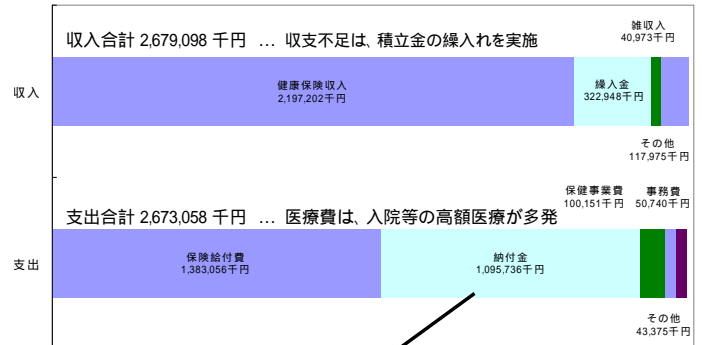 雑収入
40,973千円
収入合計 2,679,098 千円 … 収支不足は、積立金の繰入れを実施
収入
健康保険収入
2,197,202千円
繰入金
322,948千円
その他
117,975千円
保健事業費
100,151千円
事務費
50,740千円
支出合計 2,673,058 千円 … 医療費は、入院等の高額医療が多発
支出
保険給付費
1,383,056千円
納付金
1,095,736千円
その他
43,375千円